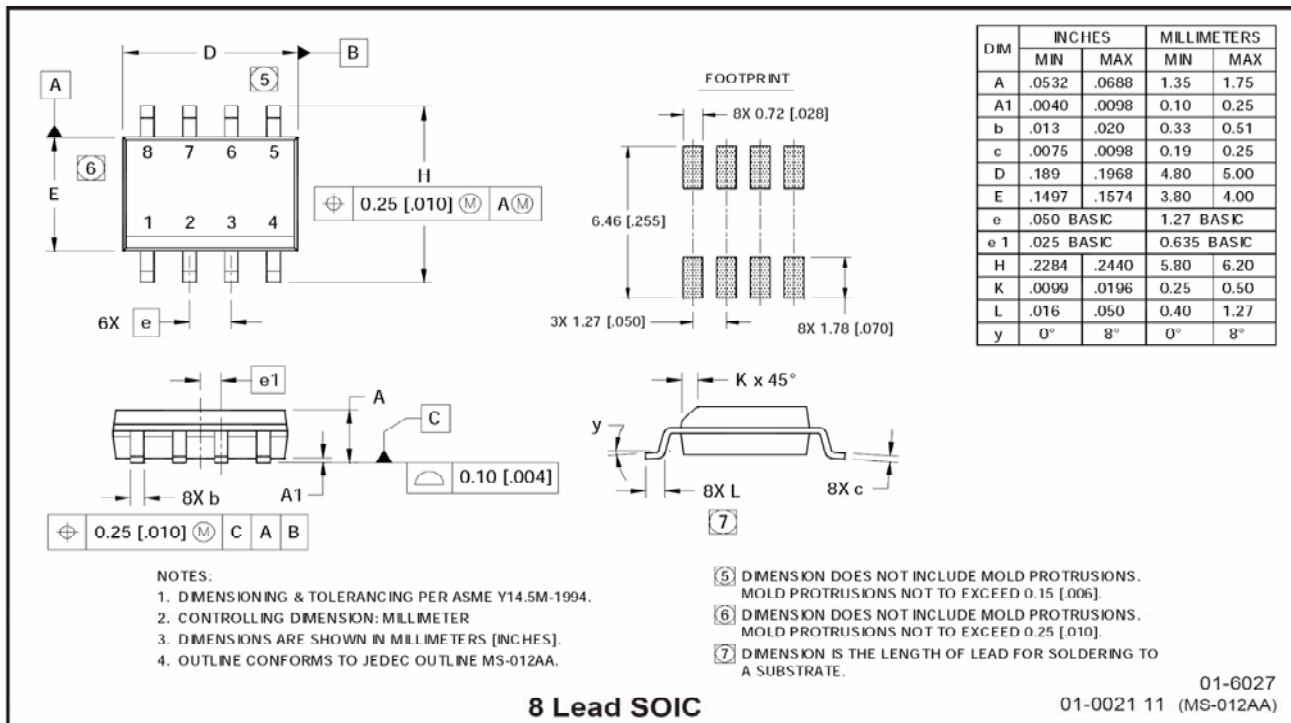 D
B
5
A
8 7 6 5
6
E
H
⌖ 0.25 [.010] Ⓜ A Ⓜ
1 2 3 4
6X e
FOOTPRINT
8X 0.72 [.028]
6.46 [.255]
3X 1.27 [.050]
8X 1.78 [.070]
DIM INCHES MILLIMETERS
MIN MAX MIN MAX
A .0532 .0688 1.35 1.75
A1 .0040 .0098 0.10 0.25
b .013 .020 0.33 0.51
c .0075 .0098 0.19 0.25
D .189 .1968 4.80 5.00
E .1497 .1574 3.80 4.00
e .050 BASIC 1.27 BASIC
e 1 .025 BASIC 0.635 BASIC
H .2284 .2440 5.80 6.20
K .0099 .0196 0.25 0.50
L .016 .050 0.40 1.27
y 0° 8° 0° 8°
e1
A
C
0.10 [.004]
8X b
A1
⌖ 0.25 [.010] Ⓜ C A B
K x 45°
y
8X L
7
8X c
NOTES:
1. DIMENSIONING & TOLERANCING PER ASME Y14.5M-1994.
2. CONTROLLING DIMENSION: MILLIMETER
3. DIMENSIONS ARE SHOWN IN MILLIMETERS [INCHES].
4. OUTLINE CONFORMS TO JEDEC OUTLINE MS-012AA.
5 DIMENSION DOES NOT INCLUDE MOLD PROTRUSIONS.
MOLD PROTRUSIONS NOT TO EXCEED 0.15 [.006].
6 DIMENSION DOES NOT INCLUDE MOLD PROTRUSIONS.
MOLD PROTRUSIONS NOT TO EXCEED 0.25 [.010].
7 DIMENSION IS THE LENGTH OF LEAD FOR SOLDERING TO
A SUBSTRATE.
8 Lead SOIC
01-6027
01-0021 11 (MS-012AA)